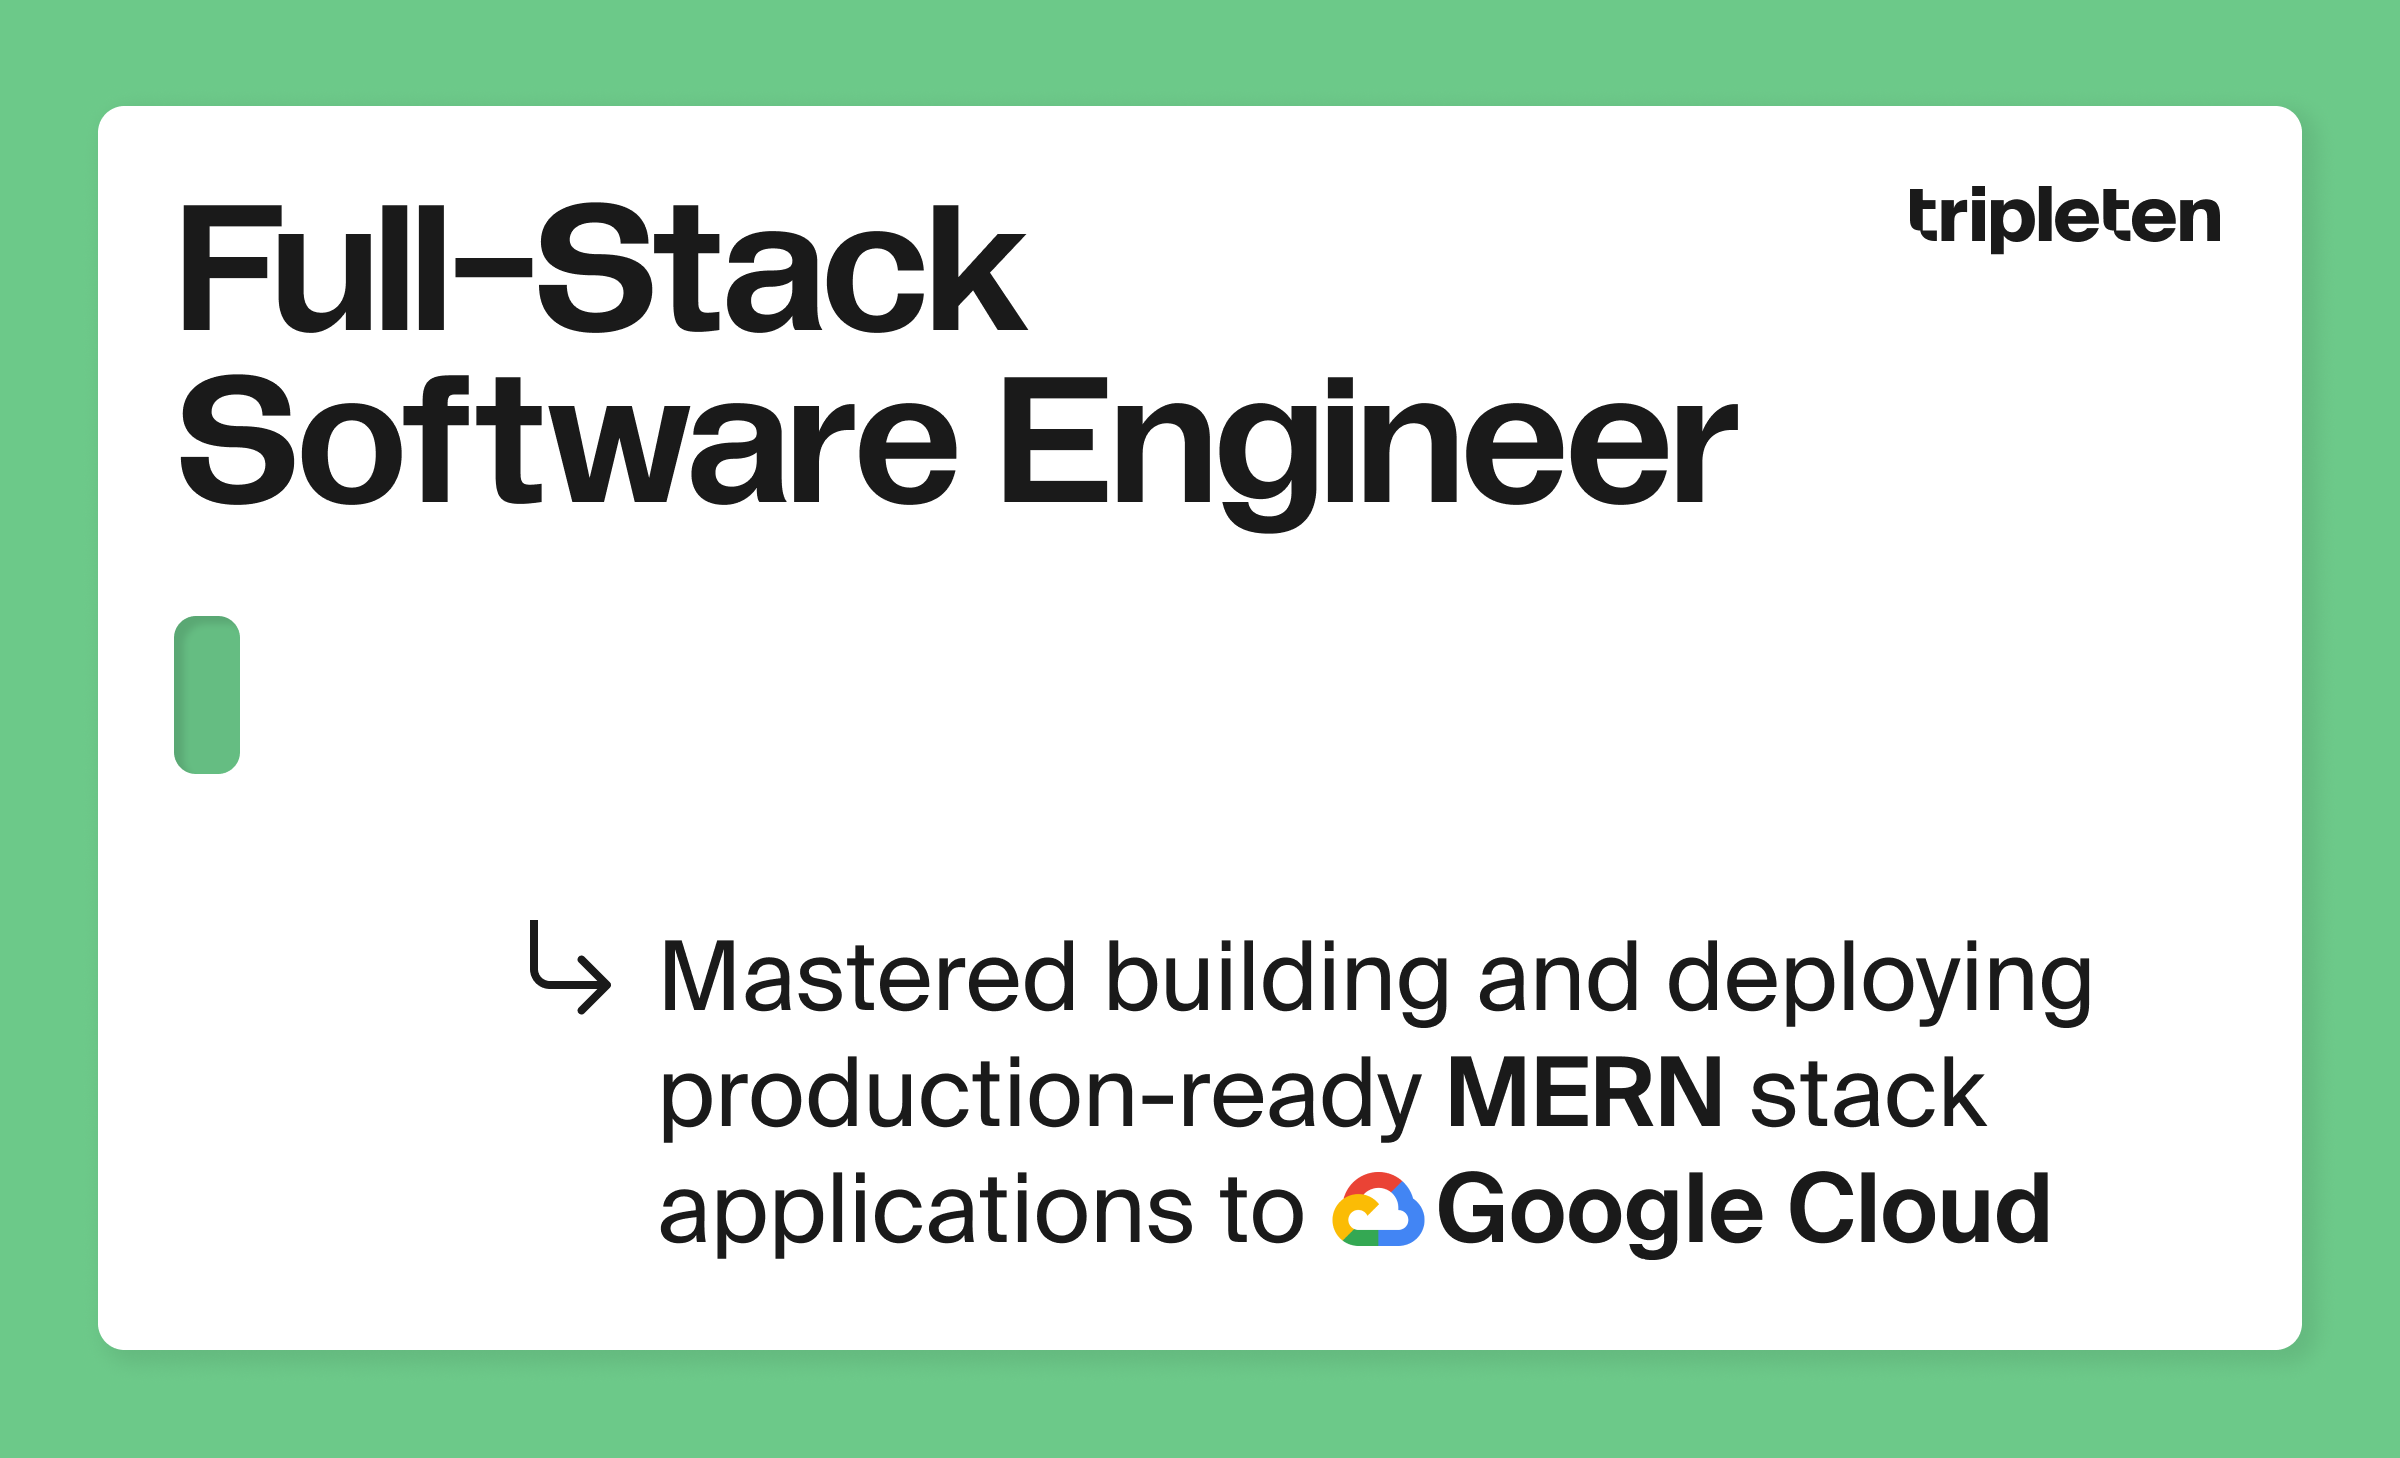 Full-Stack
tripleten
Software Engineer
Mastered building and deploying
production-ready MERN stack
applications to Google Cloud